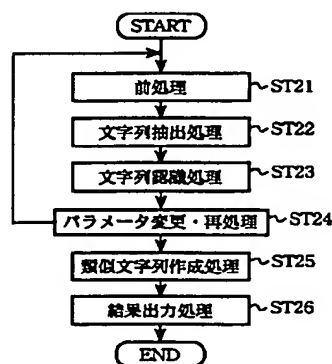 START
前処理 ST21
文字列抽出処理 ST22
文字列認識処理 ST23
パラメータ変更・再処理 ST24
類似文字列作成処理 ST25
結果出力処理 ST26
END